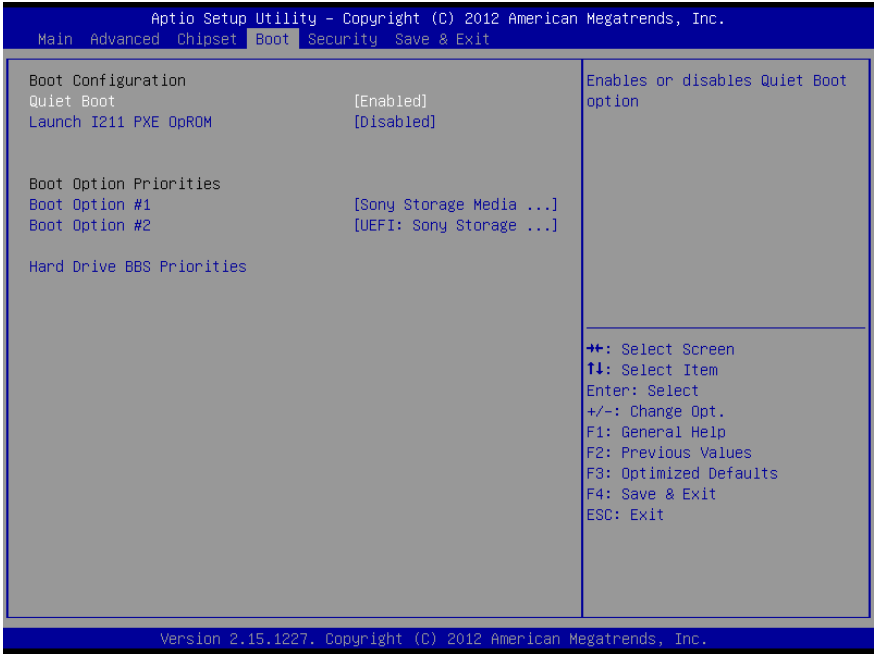 Aptio Setup Utility – Copyright (C) 2012 American Megatrends, Inc.
Main Advanced Chipset Boot Security Save & Exit
Boot Configuration
Quiet Boot [Enabled]
Launch I211 PXE OpROM [Disabled]
Boot Option Priorities
Boot Option #1 [Sony Storage Media ...]
Boot Option #2 [UEFI: Sony Storage ...]
Hard Drive BBS Priorities
Enables or disables Quiet Boot
option
→←: Select Screen
↑↓: Select Item
Enter: Select
+/-: Change Opt.
F1: General Help
F2: Previous Values
F3: Optimized Defaults
F4: Save & Exit
ESC: Exit
Version 2.15.1227. Copyright (C) 2012 American Megatrends, Inc.